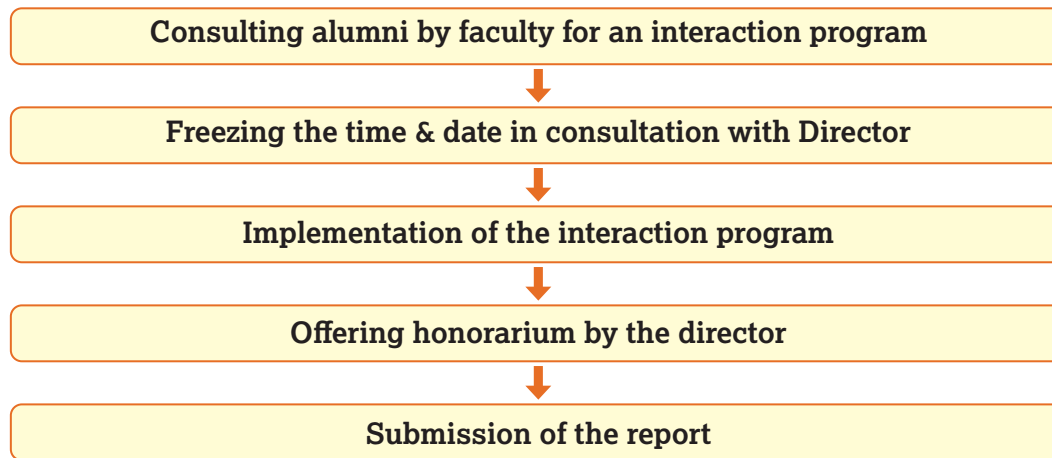 Consulting alumni by faculty for an interaction program
Freezing the time & date in consultation with Director
Implementation of the interaction program
Offering honorarium by the director
Submission of the report